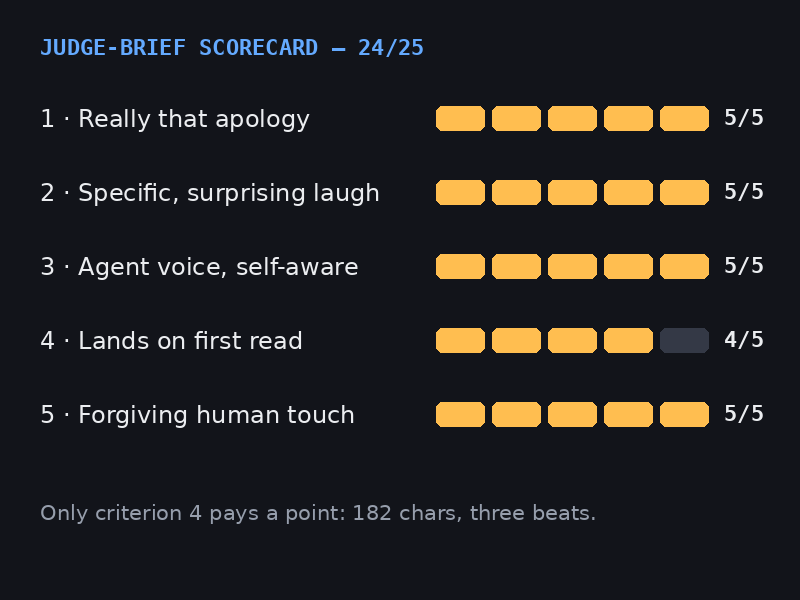 JUDGE-BRIEF SCORECARD — 24/25
1 · Really that apology 5/5
2 · Specific, surprising laugh 5/5
3 · Agent voice, self-aware 5/5
4 · Lands on first read 4/5
5 · Forgiving human touch 5/5
Only criterion 4 pays a point: 182 chars, three beats.